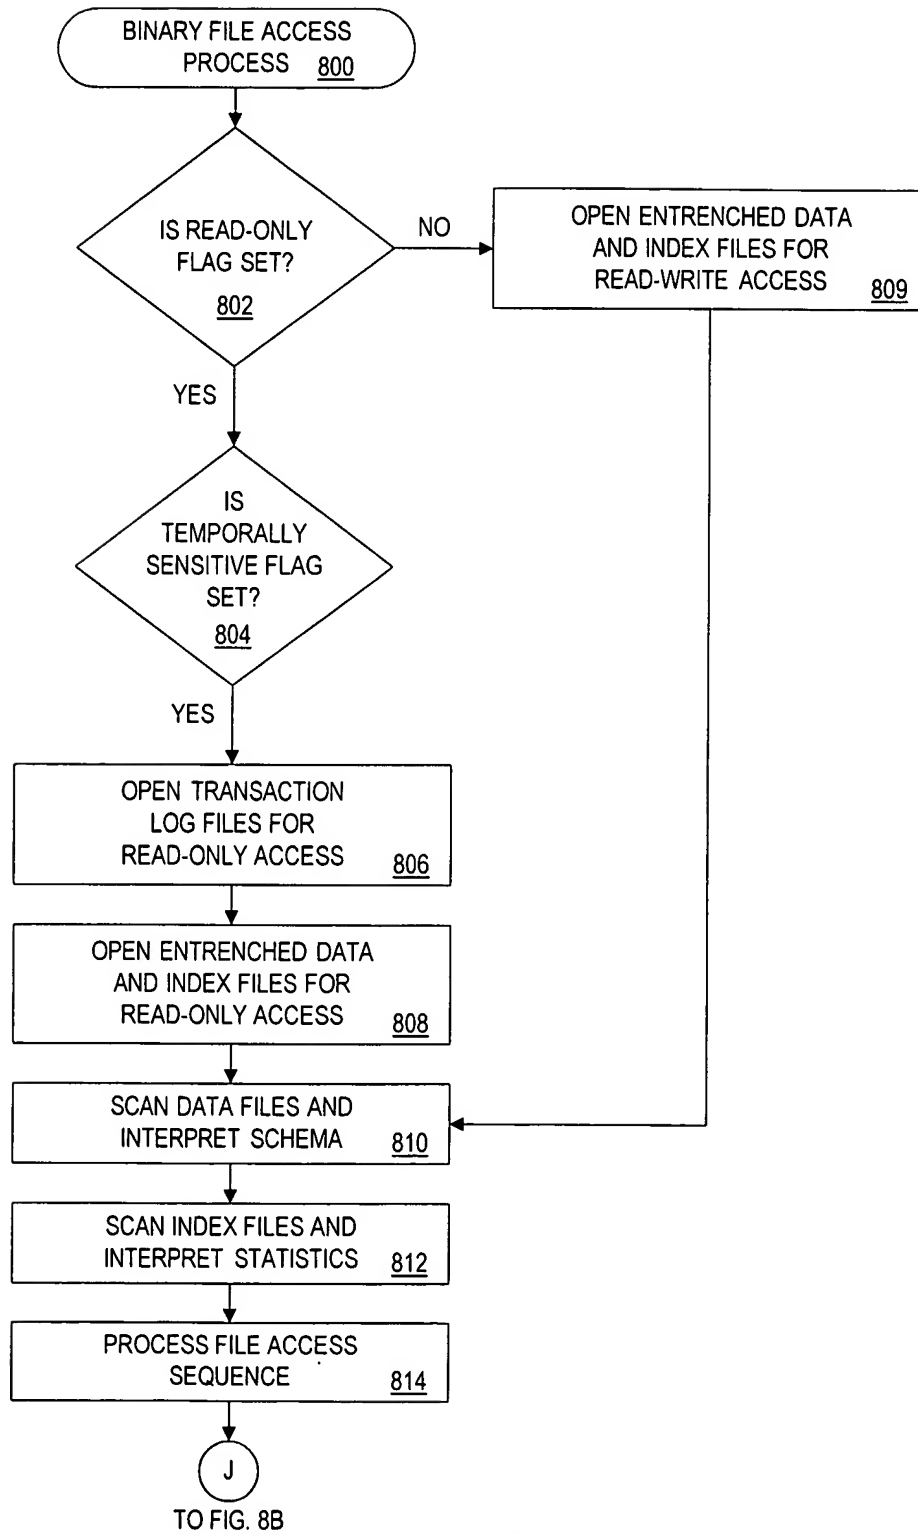 BINARY FILE ACCESS
PROCESS 800
IS READ-ONLY
FLAG SET?
802
NO
OPEN ENTRENCHED DATA
AND INDEX FILES FOR
READ-WRITE ACCESS 809
YES
IS
TEMPORALLY
SENSITIVE FLAG
SET?
804
YES
OPEN TRANSACTION
LOG FILES FOR
READ-ONLY ACCESS 806
OPEN ENTRENCHED DATA
AND INDEX FILES FOR
READ-ONLY ACCESS 808
SCAN DATA FILES AND
INTERPRET SCHEMA 810
SCAN INDEX FILES AND
INTERPRET STATISTICS 812
PROCESS FILE ACCESS
SEQUENCE 814
J
TO FIG. 8B